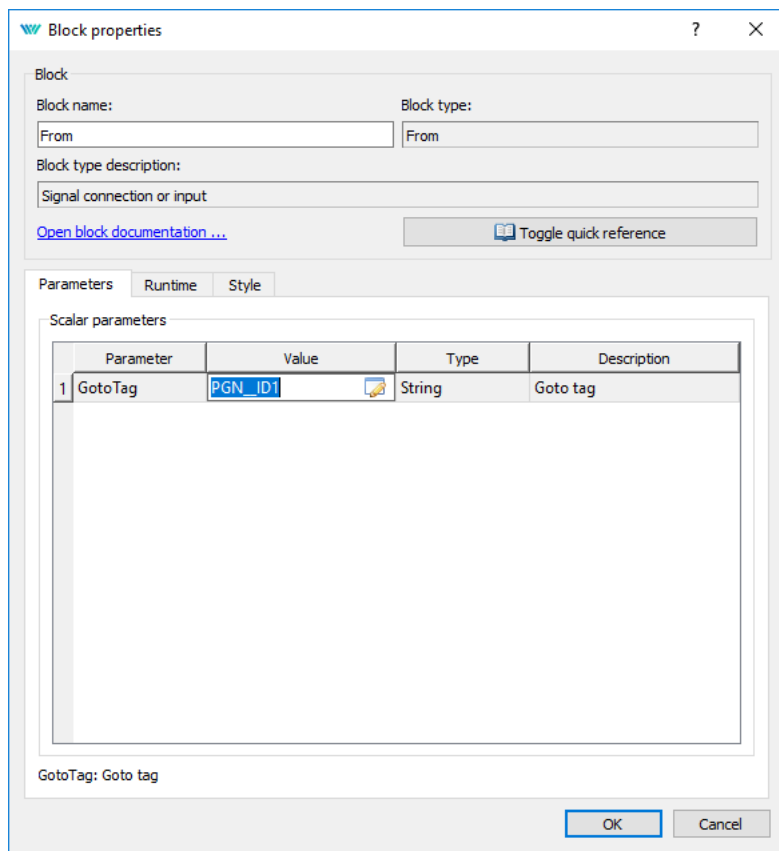 Block properties ?
Block
Block name: Block type:
From From
Block type description:
Signal connection or input
Open block documentation ... Toggle quick reference
Parameters Runtime Style
Scalar parameters
Parameter Value Type Description
1 GotoTag PGN__ID1 String Goto tag
GotoTag: Goto tag
OK Cancel